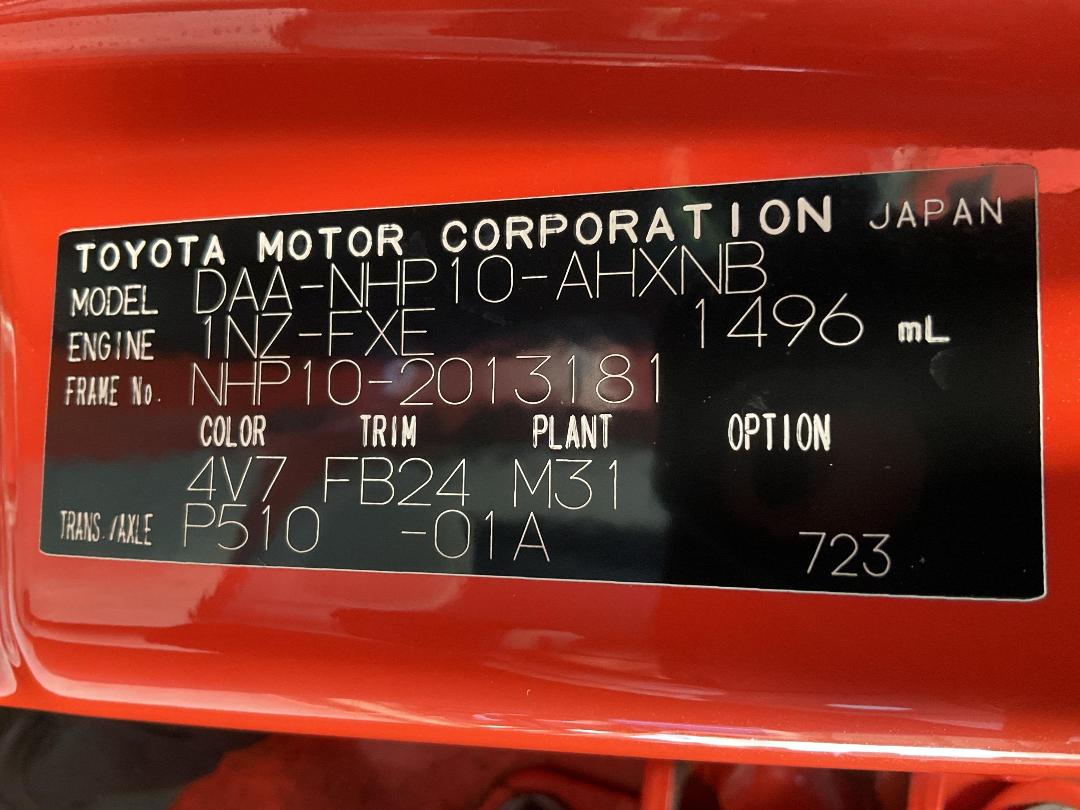 TOYOTA MOTOR CORPORATION JAPAN
MODEL DAA-NHP10-AHXNB
ENGINE 1NZ-FXE 1496 mL
FRAME No. NHP10-2013181
COLOR TRIM PLANT OPTION
4V7 FB24 M31
TRANS./AXLE P510 -01A 723